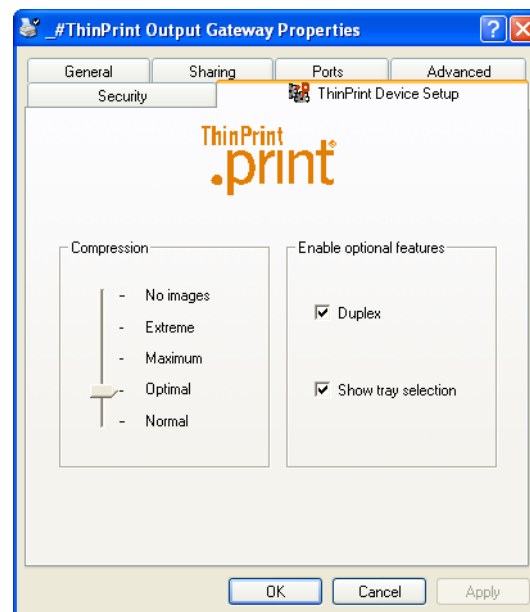 _#ThinPrint Output Gateway Properties
General Sharing Ports Advanced
Security ThinPrint Device Setup
ThinPrint
.print®
Compression
No images
Extreme
Maximum
Optimal
Normal
Enable optional features
Duplex
Show tray selection
OK Cancel Apply